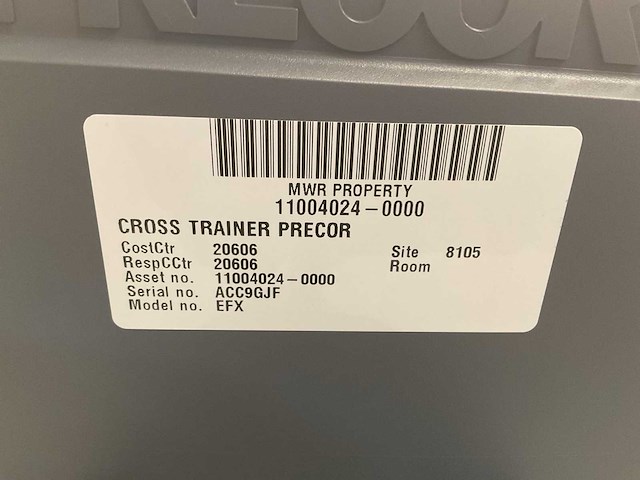 PRECOR
MWR PROPERTY
11004024-0000
CROSS TRAINER PRECOR
CostCtr 20606 Site 8105
RespCCtr 20606 Room
Asset no. 11004024-0000
Serial no. ACC9GJF
Model no. EFX